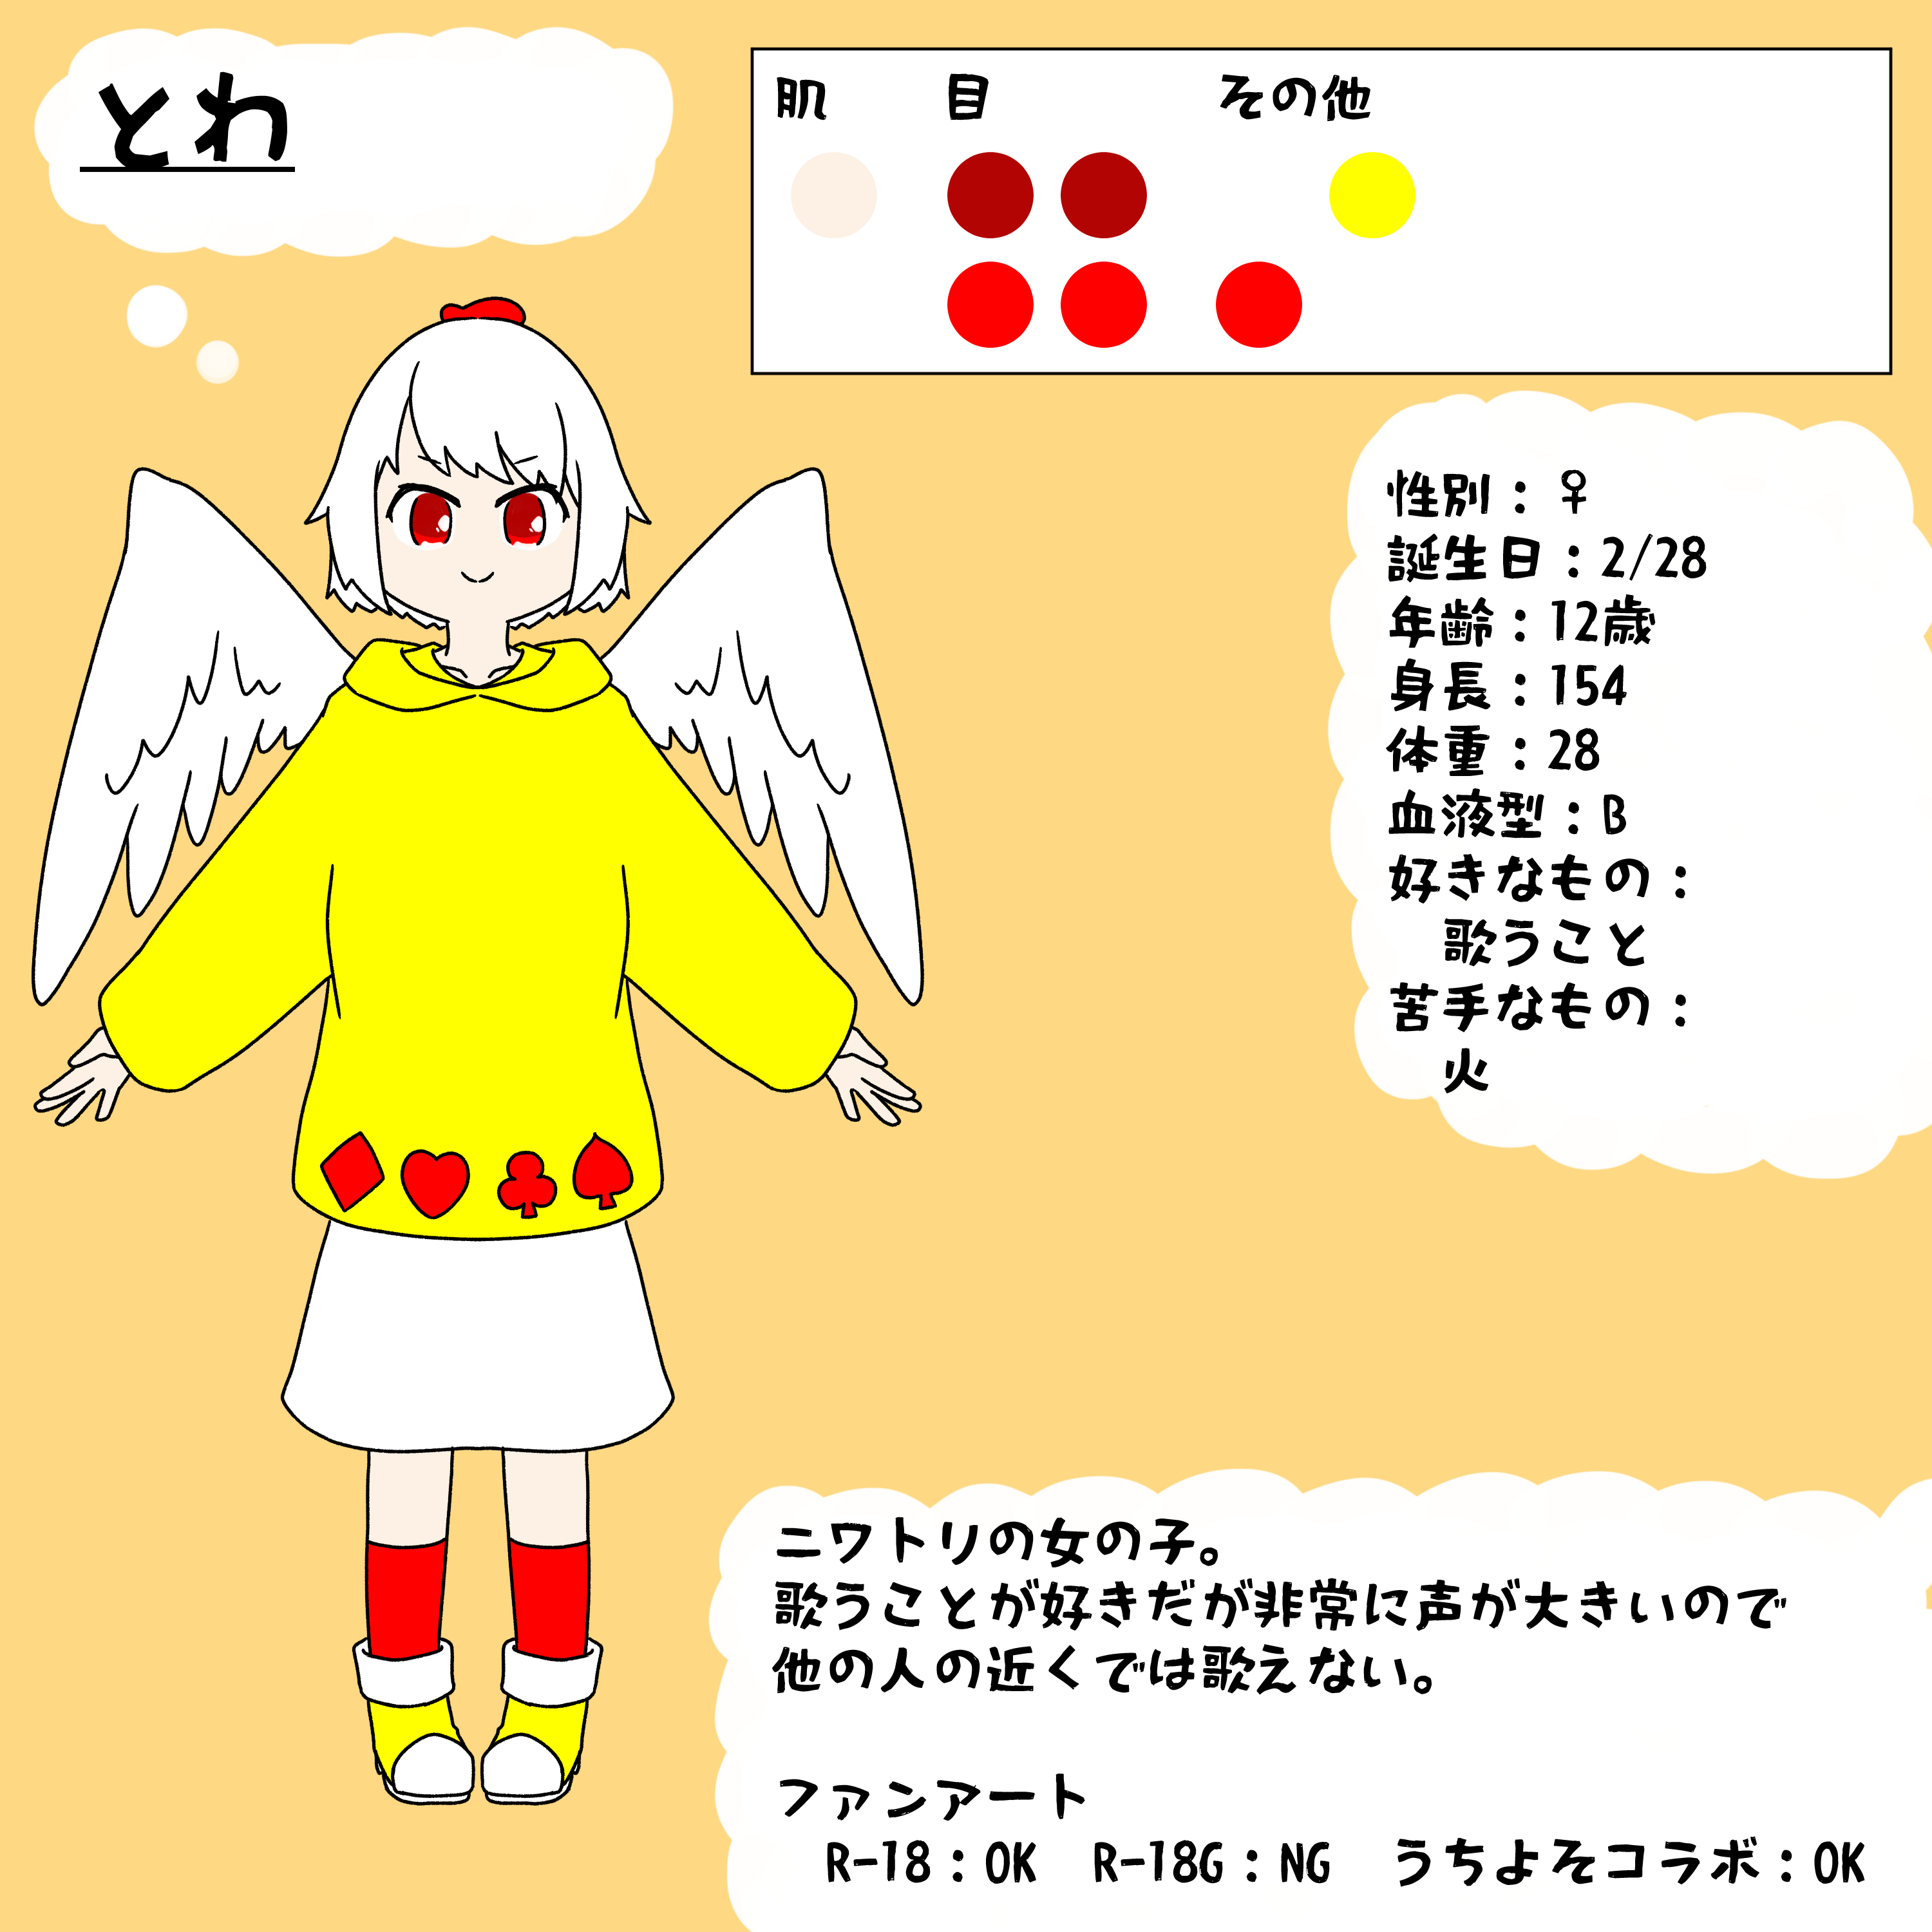 とわ
肌 目 その他
性別：♀
誕生日：2/28
年齢：12歳
身長：154
体重：28
血液型：B
好きなもの：
歌うこと
苦手なもの：
火
ニワトリの女の子。
歌うことが好きだが非常に声が大きいので
他の人の近くでは歌えない。
ファンアート
R-18：OK R-18G：NG うちよそコラボ：OK